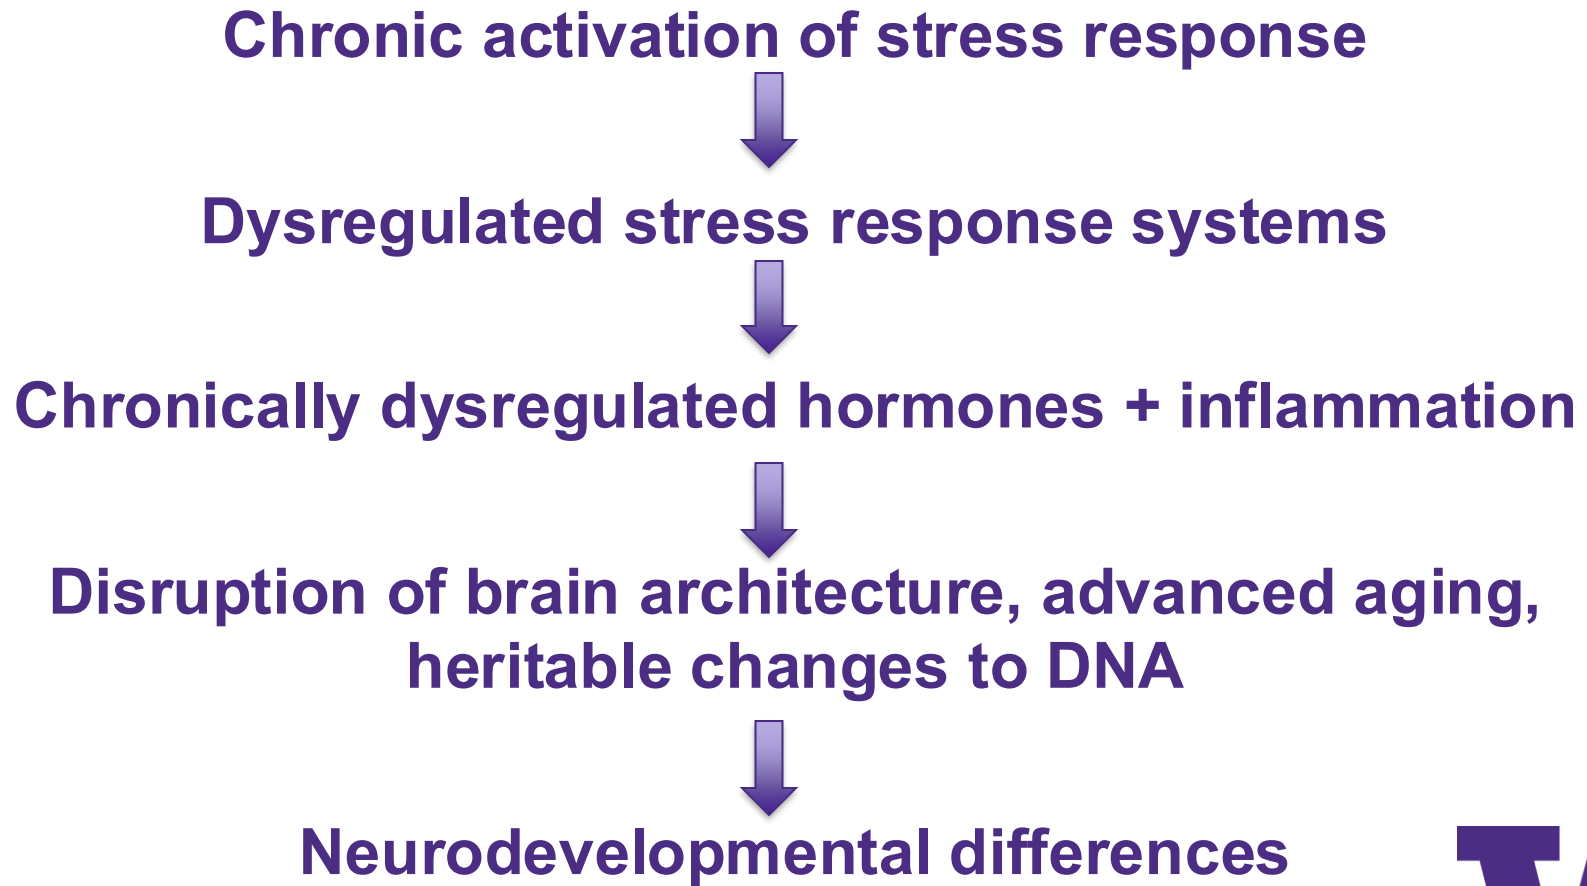 Chronic activation of stress response
Dysregulated stress response systems
Chronically dysregulated hormones + inflammation
Disruption of brain architecture, advanced aging,
heritable changes to DNA
Neurodevelopmental differences